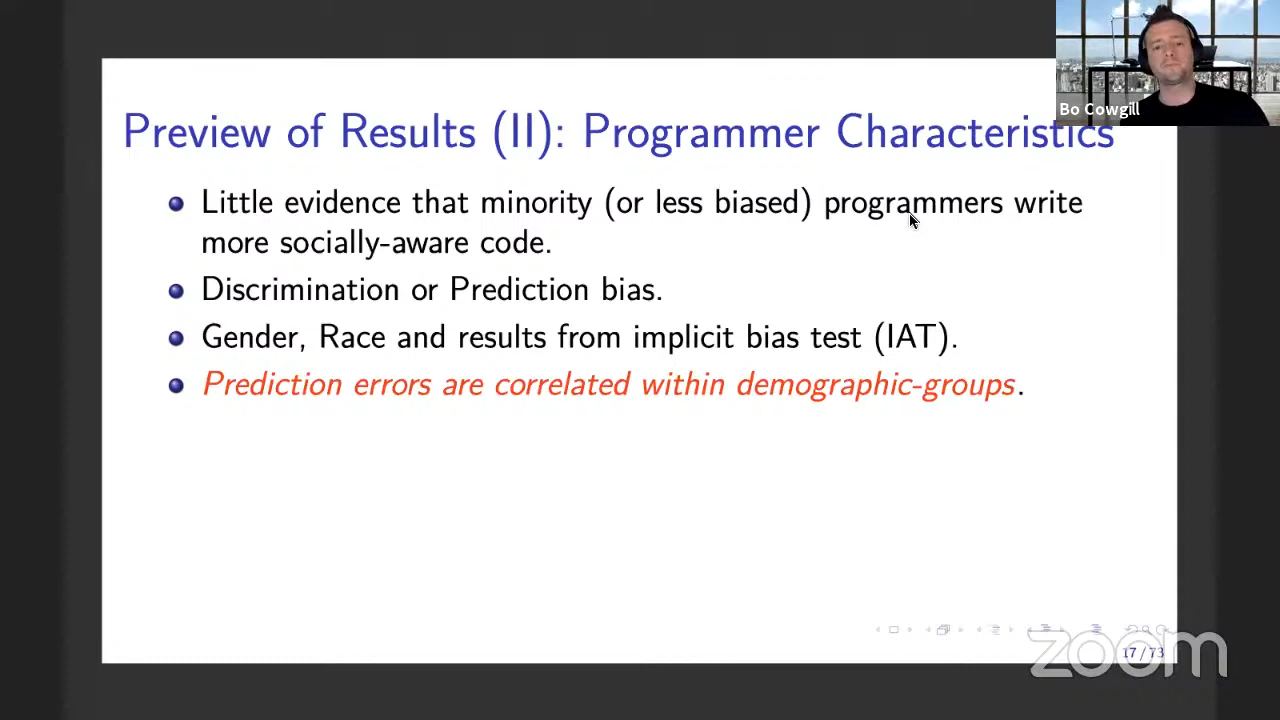 Bo Cowgill
Preview of Results (II): Programmer Characteristics
Little evidence that minority (or less biased) programmers write
more socially-aware code.
Discrimination or Prediction bias.
Gender, Race and results from implicit bias test (IAT).
Prediction errors are correlated within demographic-groups.
17 / 73
zoom